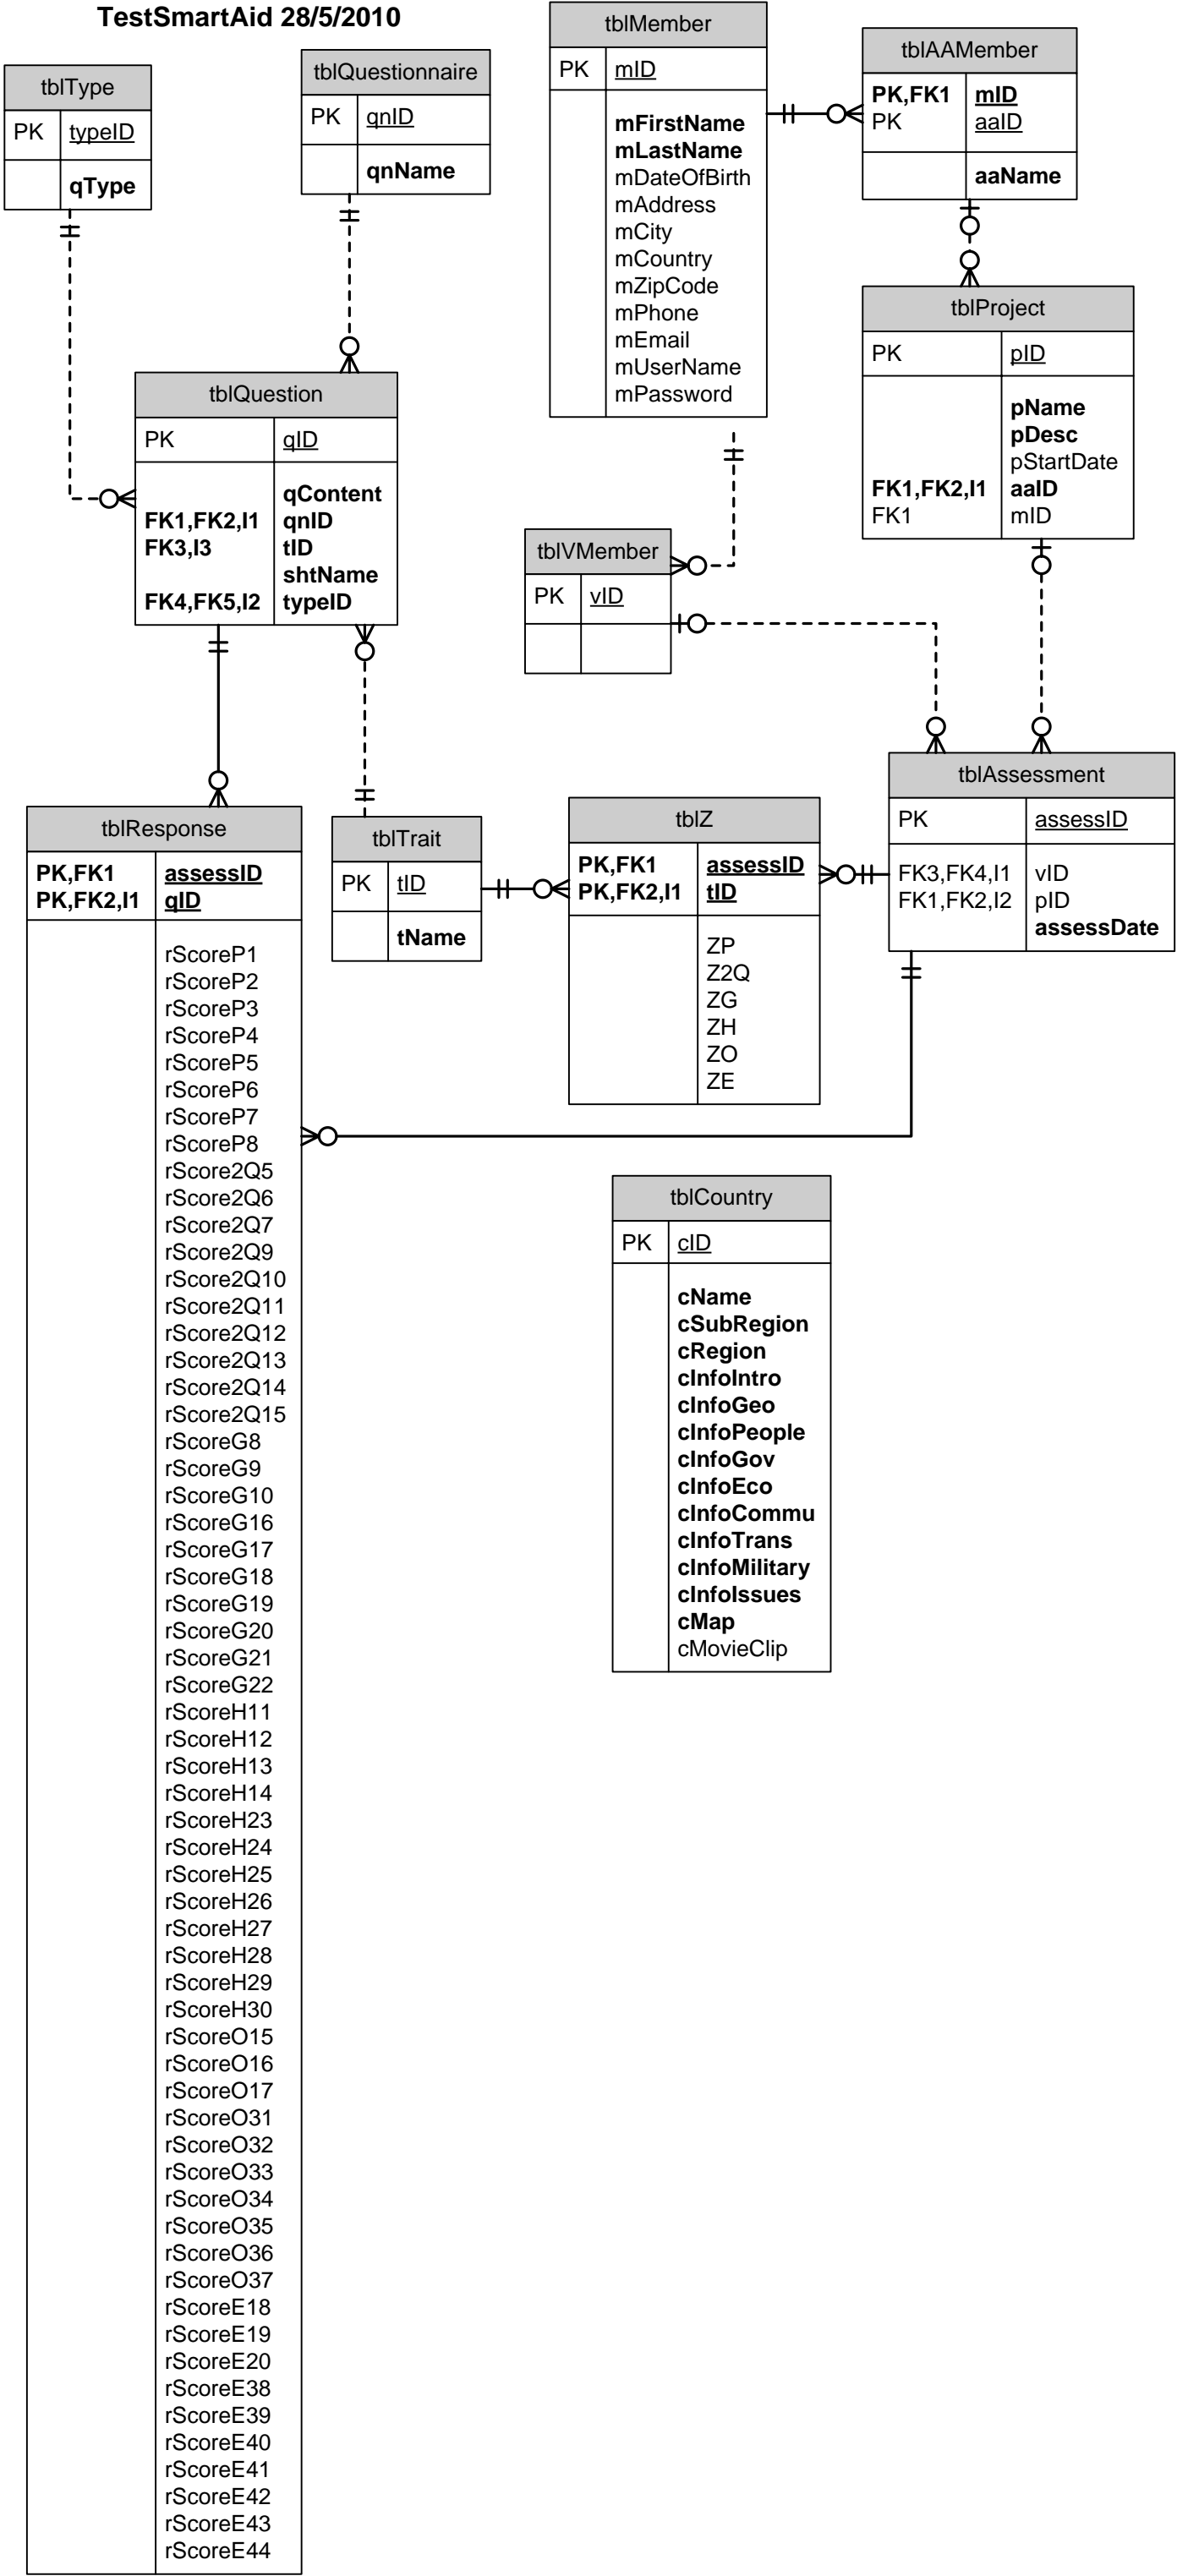 TestSmartAid 28/5/2010
tblType
PK typeID
qType
tblQuestionnaire
PK qnID
qnName
tblMember
PK mID
mFirstName
mLastName
mDateOfBirth
mAddress
mCity
mCountry
mZipCode
mPhone
mEmail
mUserName
mPassword
tblAAMember
PK,FK1 mID
PK aaID
aaName
tblProject
PK pID
pName
pDesc
pStartDate
FK1,FK2,I1 aaID
FK1 mID
tblQuestion
PK qID
qContent
FK1,FK2,I1 qnID
FK3,I3 tID
shtName
FK4,FK5,I2 typeID
tblVMember
PK vID
tblAssessment
PK assessID
FK3,FK4,I1 vID
FK1,FK2,I2 pID
assessDate
tblResponse
PK,FK1 assessID
PK,FK2,I1 qID
rScoreP1
rScoreP2
rScoreP3
rScoreP4
rScoreP5
rScoreP6
rScoreP7
rScoreP8
rScore2Q5
rScore2Q6
rScore2Q7
rScore2Q9
rScore2Q10
rScore2Q11
rScore2Q12
rScore2Q13
rScore2Q14
rScore2Q15
rScoreG8
rScoreG9
rScoreG10
rScoreG16
rScoreG17
rScoreG18
rScoreG19
rScoreG20
rScoreG21
rScoreG22
rScoreH11
rScoreH12
rScoreH13
rScoreH14
rScoreH23
rScoreH24
rScoreH25
rScoreH26
rScoreH27
rScoreH28
rScoreH29
rScoreH30
rScoreO15
rScoreO16
rScoreO17
rScoreO31
rScoreO32
rScoreO33
rScoreO34
rScoreO35
rScoreO36
rScoreO37
rScoreE18
rScoreE19
rScoreE20
rScoreE38
rScoreE39
rScoreE40
rScoreE41
rScoreE42
rScoreE43
rScoreE44
tblTrait
PK tID
tName
tblZ
PK,FK1 assessID
PK,FK2,I1 tID
ZP
Z2Q
ZG
ZH
ZO
ZE
tblCountry
PK cID
cName
cSubRegion
cRegion
cInfoIntro
cInfoGeo
cInfoPeople
cInfoGov
cInfoEco
cInfoCommu
cInfoTrans
cInfoMilitary
cInfoIssues
cMap
cMovieClip